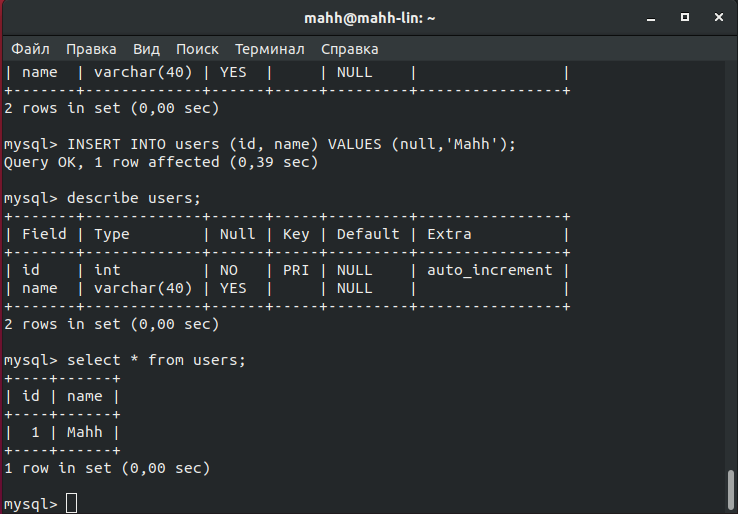 mahh@mahh-lin: ~
Файл Правка Вид Поиск Терминал Справка
| name  | varchar(40) | YES  |     | NULL    |                |
+-------+-------------+------+-----+---------+----------------+
2 rows in set (0,00 sec)
mysql> INSERT INTO users (id, name) VALUES (null,'Mahh');
Query OK, 1 row affected (0,39 sec)
mysql> describe users;
+-------+-------------+------+-----+---------+----------------+
| Field | Type        | Null | Key | Default | Extra          |
+-------+-------------+------+-----+---------+----------------+
| id    | int         | NO   | PRI | NULL    | auto_increment |
| name  | varchar(40) | YES  |     | NULL    |                |
+-------+-------------+------+-----+---------+----------------+
2 rows in set (0,00 sec)
mysql> select * from users;
+----+------+
| id | name |
+----+------+
|  1 | Mahh |
+----+------+
1 row in set (0,00 sec)
mysql>